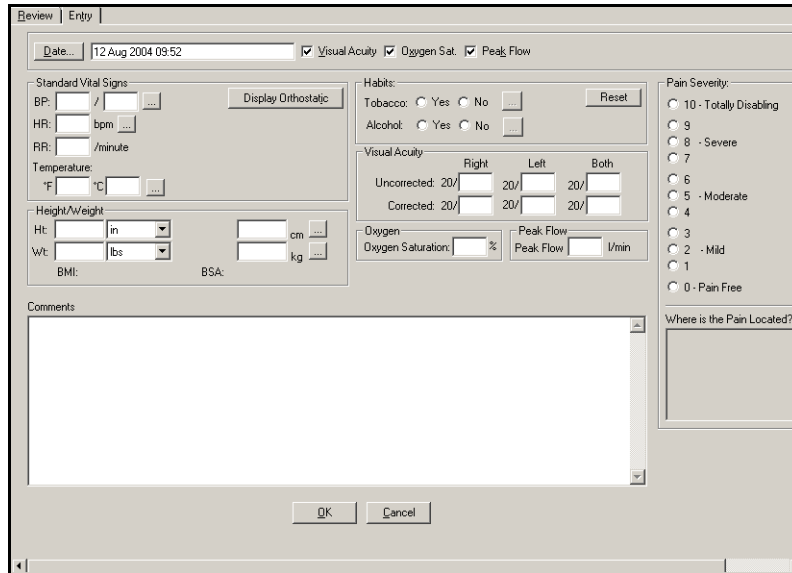 Review Entry
Date... 12 Aug 2004 09:52 Visual Acuity Oxygen Sat. Peak Flow
Standard Vital Signs
BP: / ... Display Orthostatic
HR: bpm ...
RR: /minute
Temperature:
°F °C ...
Height/Weight
Ht: in cm ...
Wt: lbs kg ...
BMI: BSA:
Habits:
Tobacco: Yes No ... Reset
Alcohol: Yes No ...
Visual Acuity
Right Left Both
Uncorrected: 20/ 20/ 20/
Corrected: 20/ 20/ 20/
Oxygen
Oxygen Saturation: %
Peak Flow
Peak Flow l/min
Pain Severity:
10 - Totally Disabling
9
8 - Severe
7
6
5 - Moderate
4
3
2 - Mild
1
0 - Pain Free
Where is the Pain Located?
Comments
OK Cancel